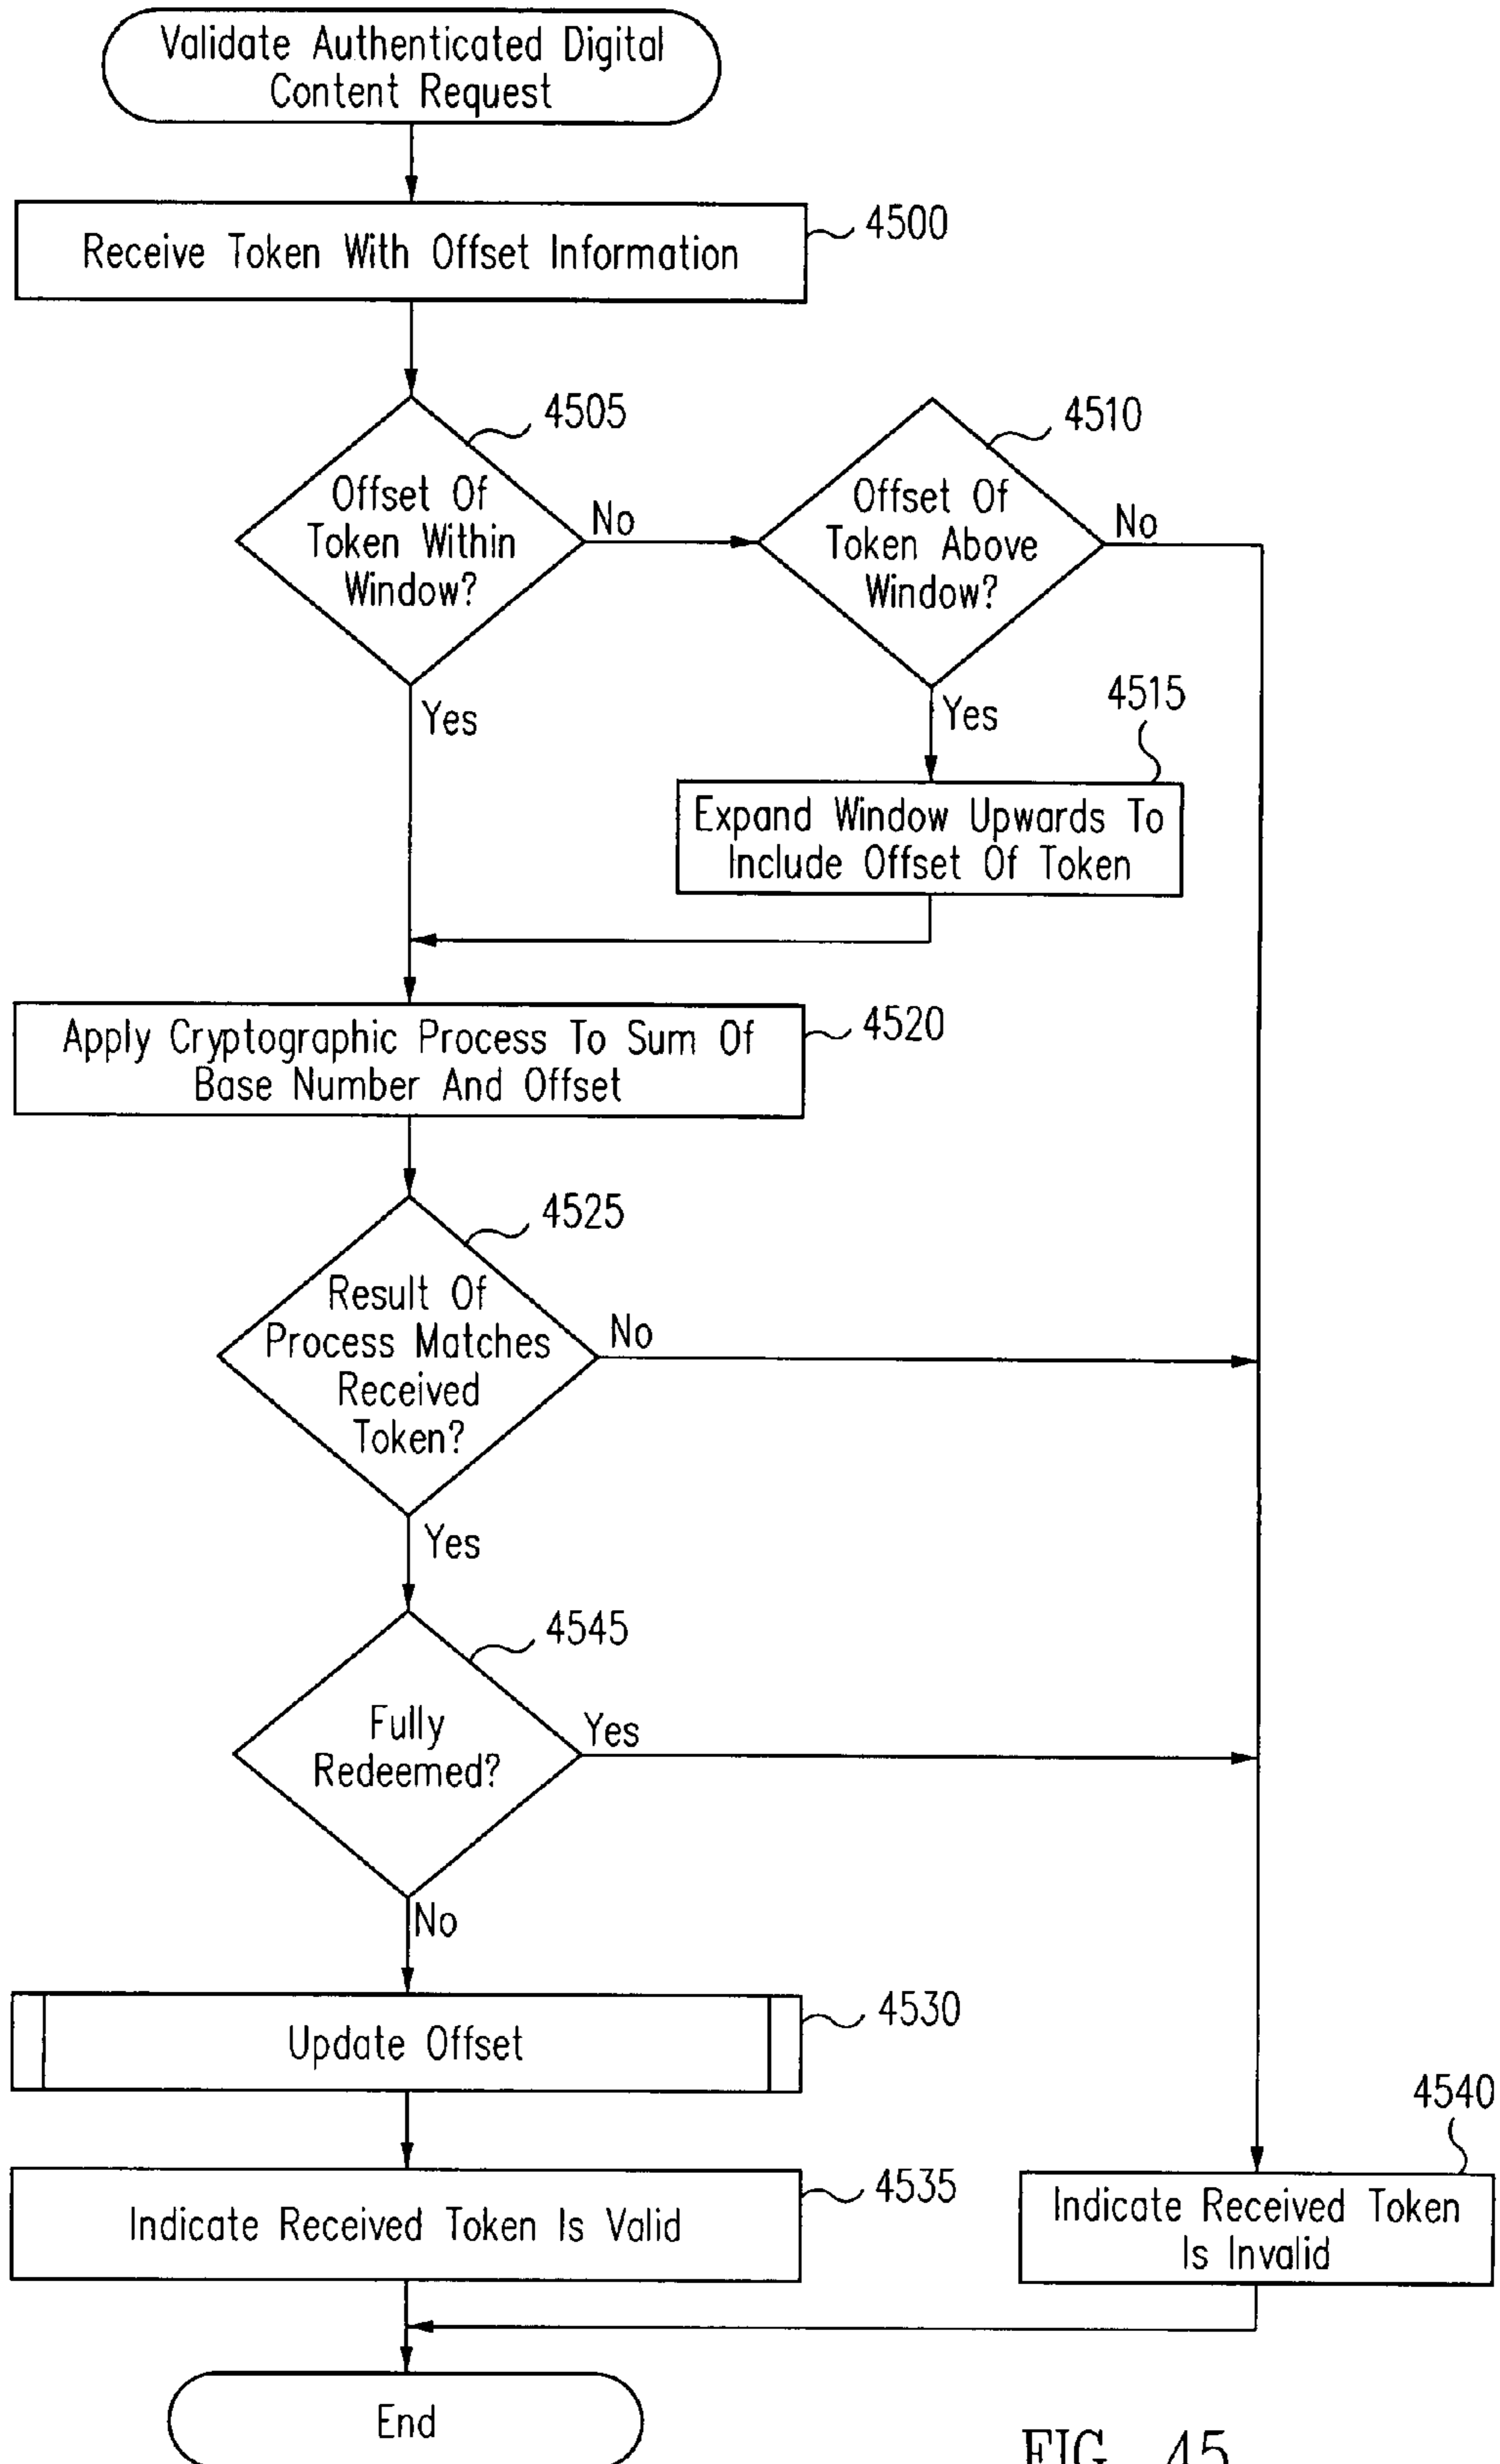 Validate Authenticated Digital
Content Request
4500
Receive Token With Offset Information
4505
4510
Offset Of
Token Within
Window?
No
Offset Of
Token Above
Window?
No
Yes
Yes
4515
Expand Window Upwards To
Include Offset Of Token
4520
Apply Cryptographic Process To Sum Of
Base Number And Offset
4525
Result Of
Process Matches
Received
Token?
No
Yes
4545
Fully
Redeemed?
Yes
No
4530
Update Offset
4540
4535
Indicate Received Token Is Valid
Indicate Received Token
Is Invalid
End
FIG. 45